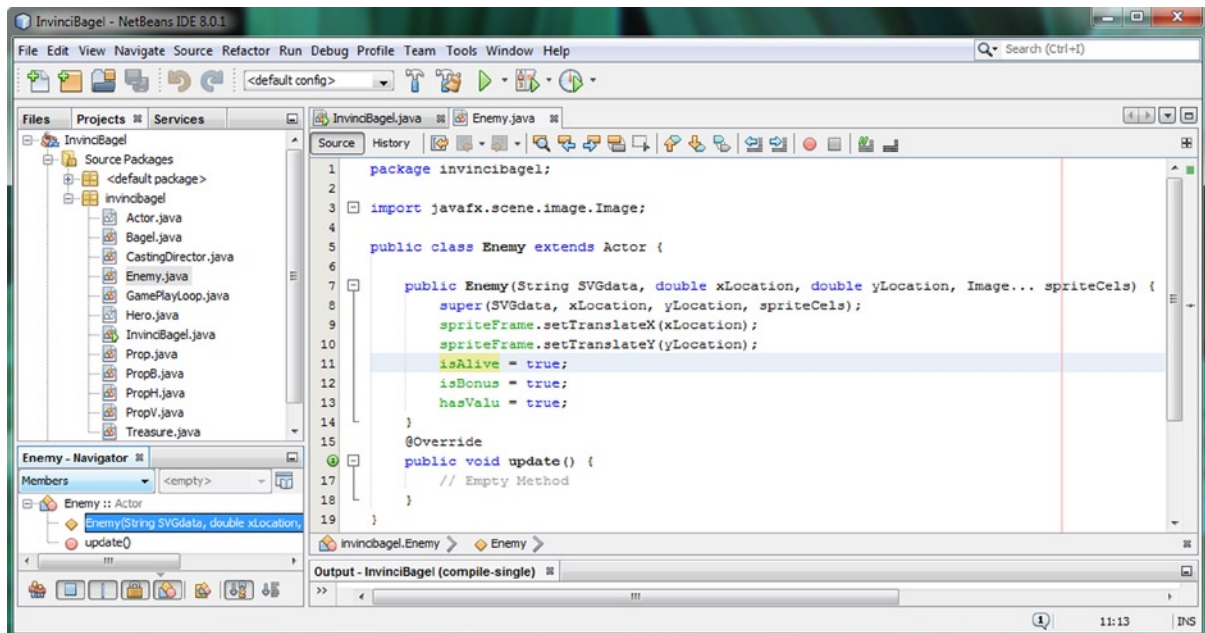 InvinciBagel - NetBeans IDE 8.0.1
File Edit View Navigate Source Refactor Run Debug Profile Team Tools Window Help
Search (Ctrl+I)
<default config>
Files Projects Services
InvinciBagel
Source Packages
<default package>
invincibagel
Actor.java
Bagel.java
CastingDirector.java
Enemy.java
GamePlayLoop.java
Hero.java
InvinciBagel.java
Prop.java
PropB.java
PropH.java
PropV.java
Treasure.java
Enemy - Navigator
Members <empty>
Enemy :: Actor
Enemy(String SVGdata, double xLocation,
update()
InvinciBagel.java Enemy.java
Source History
1 package invincibagel;
2
3 import javafx.scene.image.Image;
4
5 public class Enemy extends Actor {
6
7 public Enemy(String SVGdata, double xLocation, double yLocation, Image... spriteCels) {
8 super(SVGdata, xLocation, yLocation, spriteCels);
9 spriteFrame.setTranslateX(xLocation);
10 spriteFrame.setTranslateY(yLocation);
11 isAlive = true;
12 isBonus = true;
13 hasValu = true;
14 }
15 @Override
public void update() {
17 // Empty Method
18 }
19 }
invincibagel.Enemy Enemy
Output - InvinciBagel (compile-single)
11:13 INS